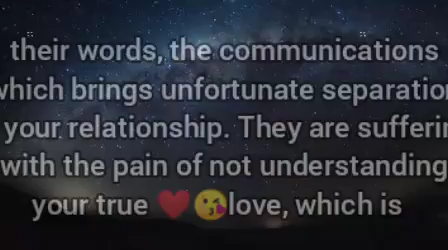 their words, the communications
which brings unfortunate separation
your relationship. They are suffering
with the pain of not understanding
your true ❤️😘love, which is